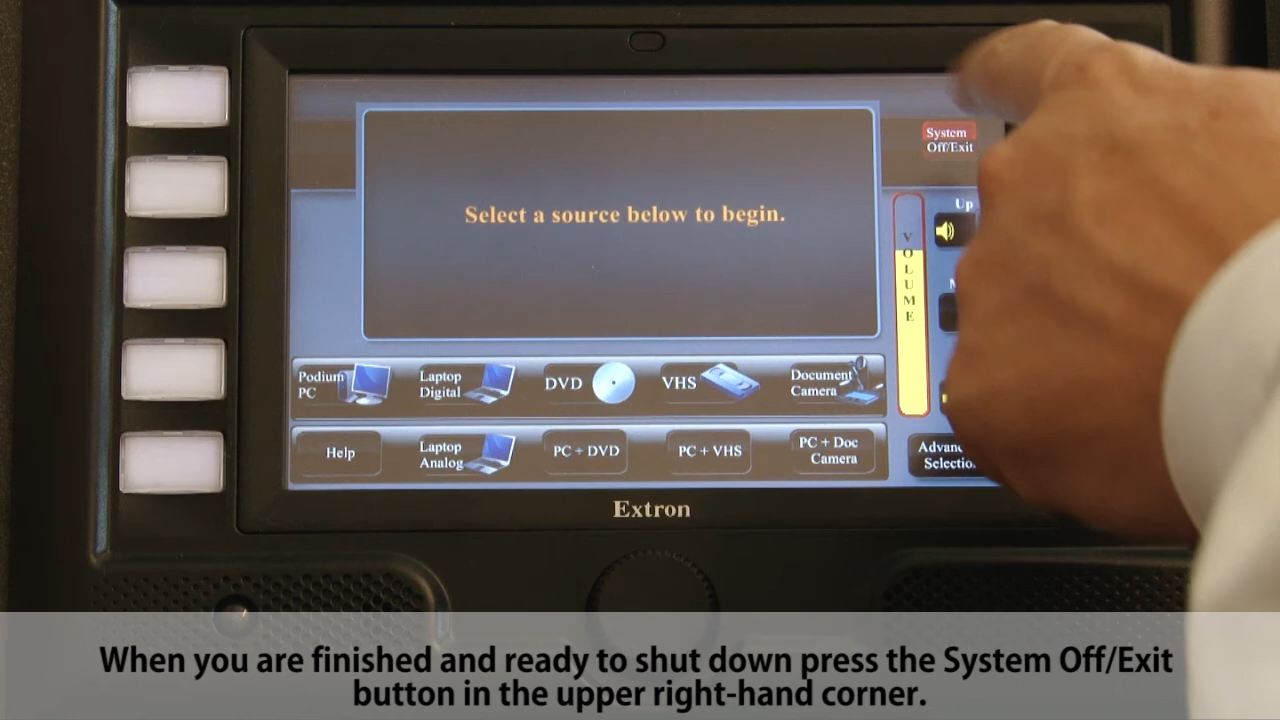 System
Off/Exit
Select a source below to begin.
Up
VOLUME
Podium
PC
Laptop
Digital
DVD
VHS
Document
Camera
Help
Laptop
Analog
PC + DVD
PC + VHS
PC + Doc
Camera
Extron
When you are finished and ready to shut down press the System Off/Exit
button in the upper right-hand corner.